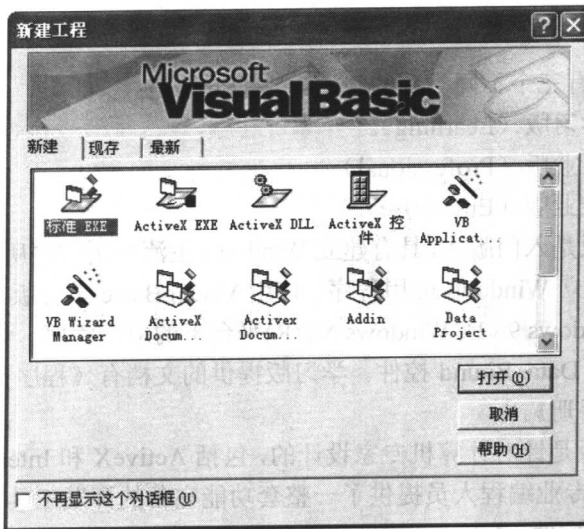 新建工程
Microsoft
Visual Basic
新建 现存 最新
标准 EXE
ActiveX EXE
ActiveX DLL
ActiveX 控
件
VB
Applicat...
VB Wizard
Manager
ActiveX
Docum...
Activex
Docum...
Addin
Data
Project
打开(O)
取消
帮助(H)
不再显示这个对话框(U)